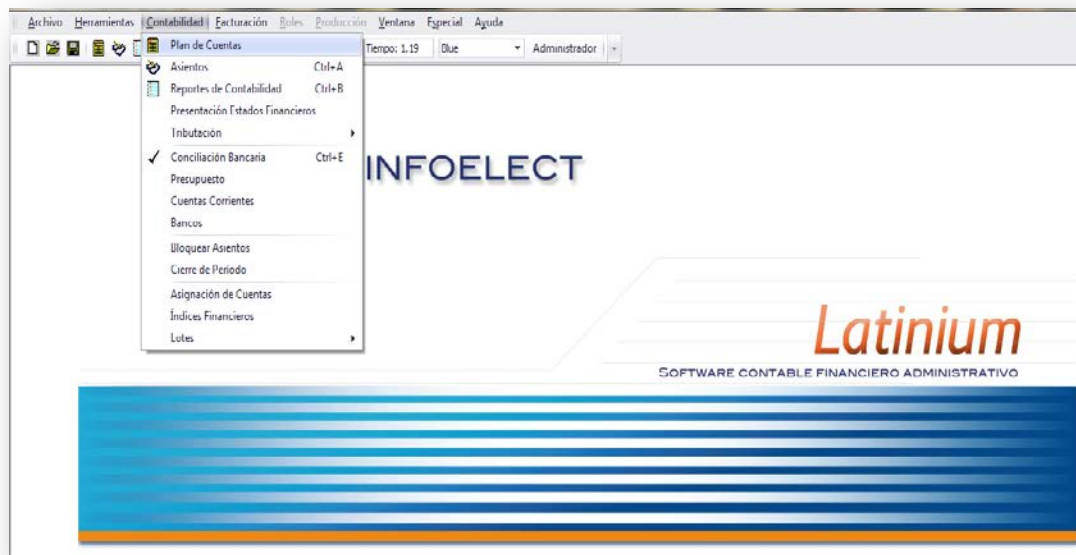 Archivo Herramientas Contabilidad Facturación Roles Producción Ventana Especial Ayuda
Tiempo: 1.19 Blue Administrador
Plan de Cuentas
Asientos Ctrl+A
Reportes de Contabilidad Ctrl+B
Presentación Estados Financieros
Tributación
Conciliación Bancaria Ctrl+E
Presupuesto
Cuentas Corrientes
Bancos
Bloquear Asientos
Cierre de Periodo
Asignación de Cuentas
Índices Financieros
Lotes
INFOELECT
Latinium
SOFTWARE CONTABLE FINANCIERO ADMINISTRATIVO